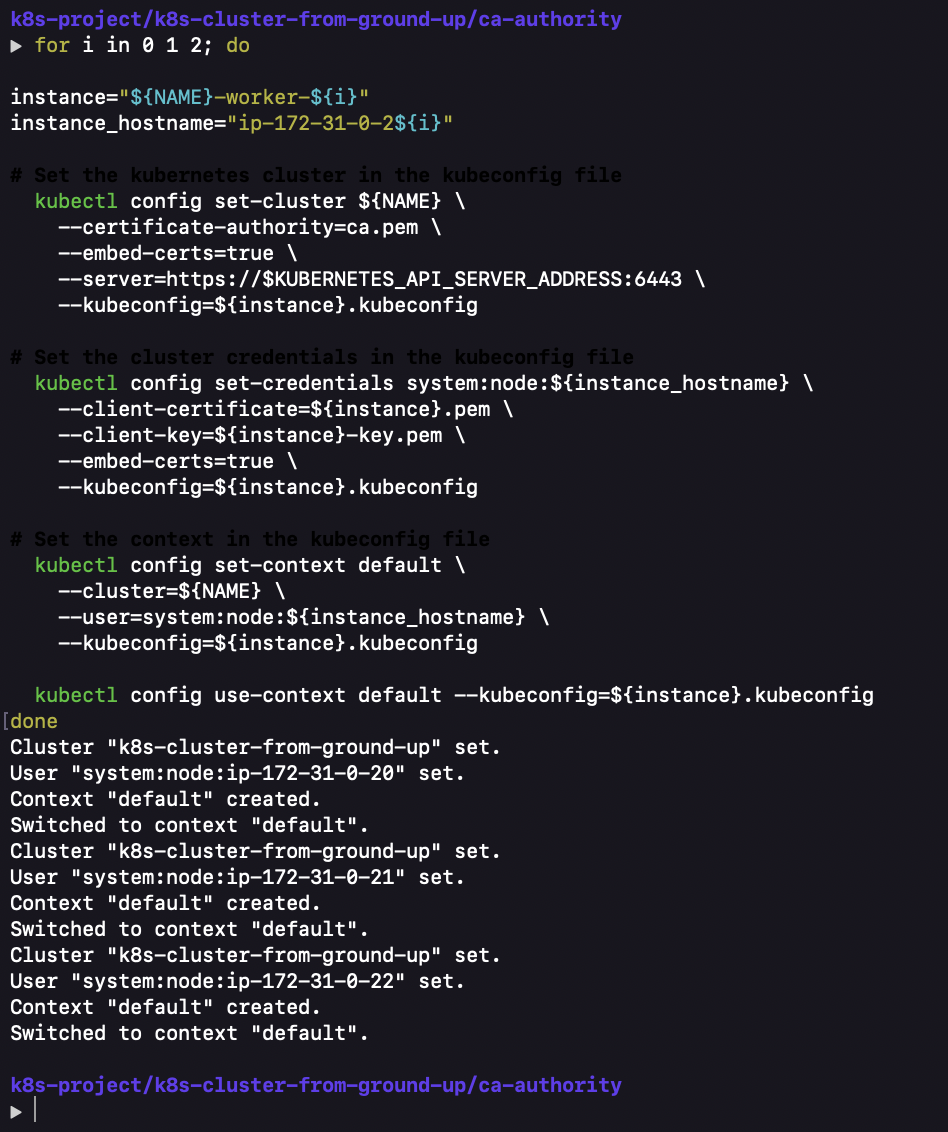 k8s-project/k8s-cluster-from-ground-up/ca-authority
▶ for i in 0 1 2; do
instance="${NAME}-worker-${i}"
instance_hostname="ip-172-31-0-2${i}"
# Set the kubernetes cluster in the kubeconfig file
kubectl config set-cluster ${NAME} \
--certificate-authority=ca.pem \
--embed-certs=true \
--server=https://$KUBERNETES_API_SERVER_ADDRESS:6443 \
--kubeconfig=${instance}.kubeconfig
# Set the cluster credentials in the kubeconfig file
kubectl config set-credentials system:node:${instance_hostname} \
--client-certificate=${instance}.pem \
--client-key=${instance}-key.pem \
--embed-certs=true \
--kubeconfig=${instance}.kubeconfig
# Set the context in the kubeconfig file
kubectl config set-context default \
--cluster=${NAME} \
--user=system:node:${instance_hostname} \
--kubeconfig=${instance}.kubeconfig
kubectl config use-context default --kubeconfig=${instance}.kubeconfig
[done
Cluster "k8s-cluster-from-ground-up" set.
User "system:node:ip-172-31-0-20" set.
Context "default" created.
Switched to context "default".
Cluster "k8s-cluster-from-ground-up" set.
User "system:node:ip-172-31-0-21" set.
Context "default" created.
Switched to context "default".
Cluster "k8s-cluster-from-ground-up" set.
User "system:node:ip-172-31-0-22" set.
Context "default" created.
Switched to context "default".
k8s-project/k8s-cluster-from-ground-up/ca-authority
▶